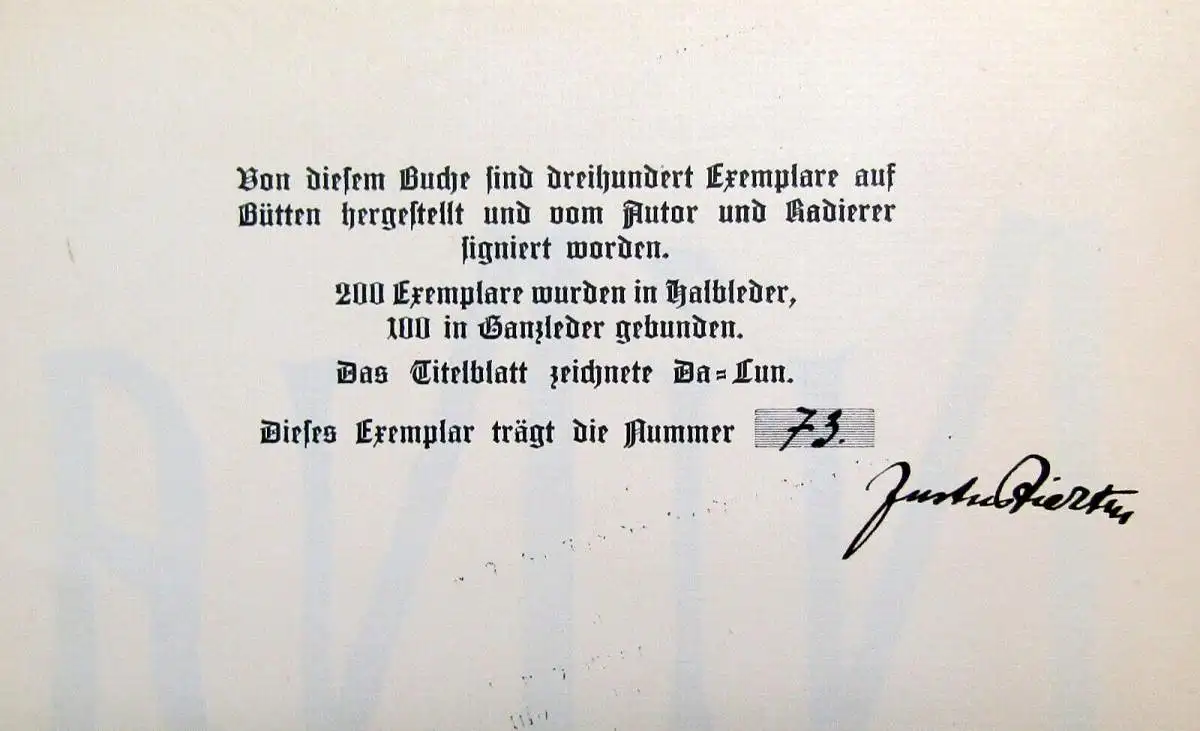 Von diesem Buche sind dreihundert Exemplare auf
Bütten hergestellt und vom Autor und Radierer
signiert worden.
200 Exemplare wurden in Halbleder,
100 in Ganzleder gebunden.
Das Titelblatt zeichnete Da=Lun.
Dieses Exemplar trägt die Nummer 73.